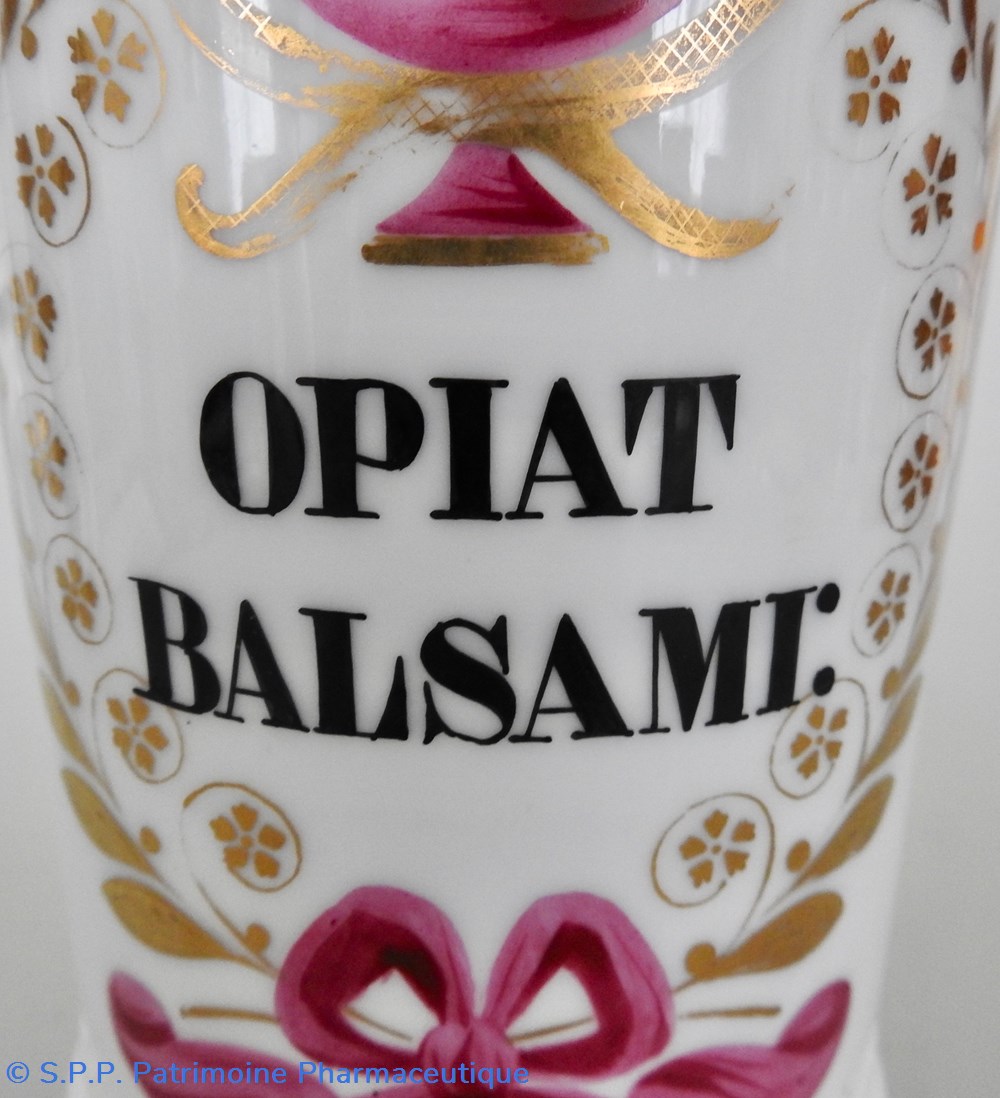 OPIAT
BALSAMI:
© S.P.P. Patrimoine Pharmaceutique